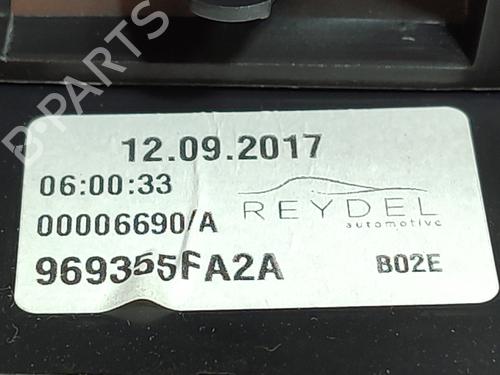 B-PARTS
12.09.2017
06:00:33
00006690/A
REYDEL
automotive
969355FA2A
B02E